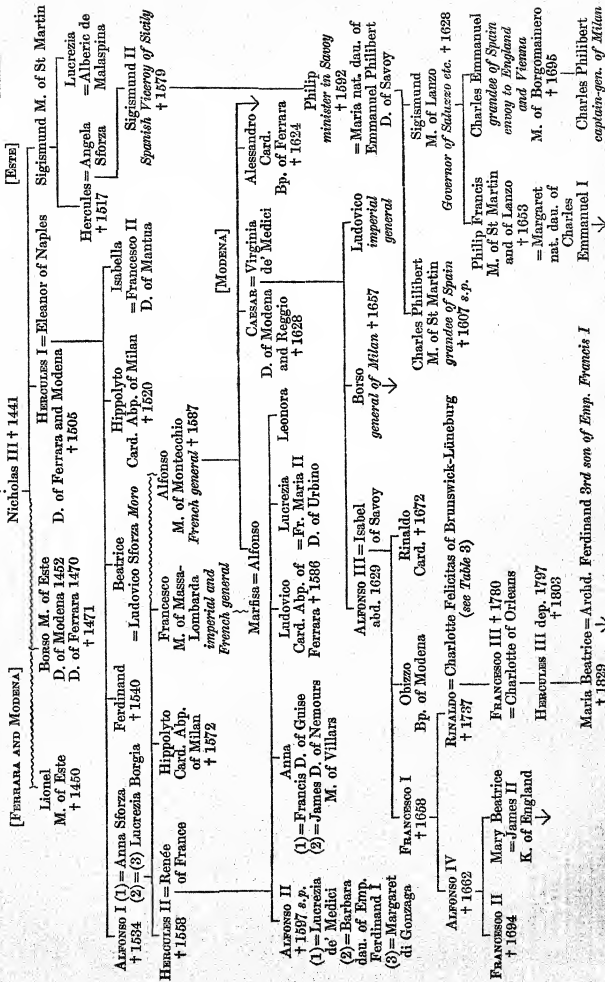 [FERRARA AND MODENA]
[ESTE]
Nicholas III † 1441
Lionel
M. of Este
† 1450
Borso M. of Este
D. of Modena 1452
D. of Ferrara 1470
† 1471
HERCULES I = Eleanor of Naples
D. of Ferrara and Modena
† 1505
Sigismund M. of St Martin
ALFONSO I (1) = Anna Sforza
† 1534 (2) = (3) Lucrezia Borgia
Ferdinand
† 1540
Beatrice
= Ludovico Sforza Moro
Hippolyto
Card. Abp. of Milan
† 1520
Isabella
= Francesco II
D. of Mantua
Hercules = Angela
† 1517 Sforza
Lucrezia
= Alberic de
Malaspina
Sigismund II
Spanish Viceroy of Sicily
† 1579
HERCULES II = Renée
† 1558 of France
Hippolyto
Card. Abp.
of Milan
† 1572
Francesco
M. of Massa-
Lombarda
imperial and
French general
Alfonso
M. of Montecchio
French general † 1587
[MODENA]
Marfisa = Alfonso
CAESAR = Virginia
D. of Modena de' Medici
and Reggio
† 1628
Alessandro
Card.
Bp. of Ferrara
† 1624
Philip
minister in Savoy
† 1592
= Maria nat. dau. of
Emmanuel Philibert
D. of Savoy
ALFONSO II
† 1597 s.p.
(1) = Lucrezia
de' Medici
(2) = Barbara
dau. of Emp.
Ferdinand I
(3) = Margaret
di Gonzaga
Anna
(1) = Francis D. of Guise
(2) = James D. of Nemours
M. of Villars
Ludovico
Card. Abp. of
Ferrara † 1586
Lucrezia
= Fr. Maria II
D. of Urbino
Leonora
ALFONSO III = Isabel
abd. 1629 of Savoy
Borso
general of Milan † 1657
Ludovico
imperial
general
Charles Philibert
M. of St Martin
grandee of Spain
† 1607 s.p.
Sigismund
M. of Lanzo
Governor of Saluzzo etc. † 1628
FRANCESCO I
† 1658
Obizzo
Bp. of Modena
Rinaldo
Card. † 1672
Philip Francis
M. of St Martin
and of Lanzo
† 1653
= Margaret
nat. dau. of
Charles
Emmanuel I
Charles Emmanuel
grandee of Spain
envoy to England
and Vienna
M. of Borgomainero
† 1695
Charles Philibert
captain-gen. of Milan
ALFONSO IV
† 1662
RINALDO = Charlotte Felicitas of Brunswick-Lüneburg
† 1737 (see Table 3)
FRANCESCO II
† 1694
Mary Beatrice
= James II
K. of England
FRANCESCO III † 1780
= Charlotte of Orleans
HERCULES III dep. 1797
† 1803
Maria Beatrice = Archd. Ferdinand 3rd son of Emp. Francis I
† 1829